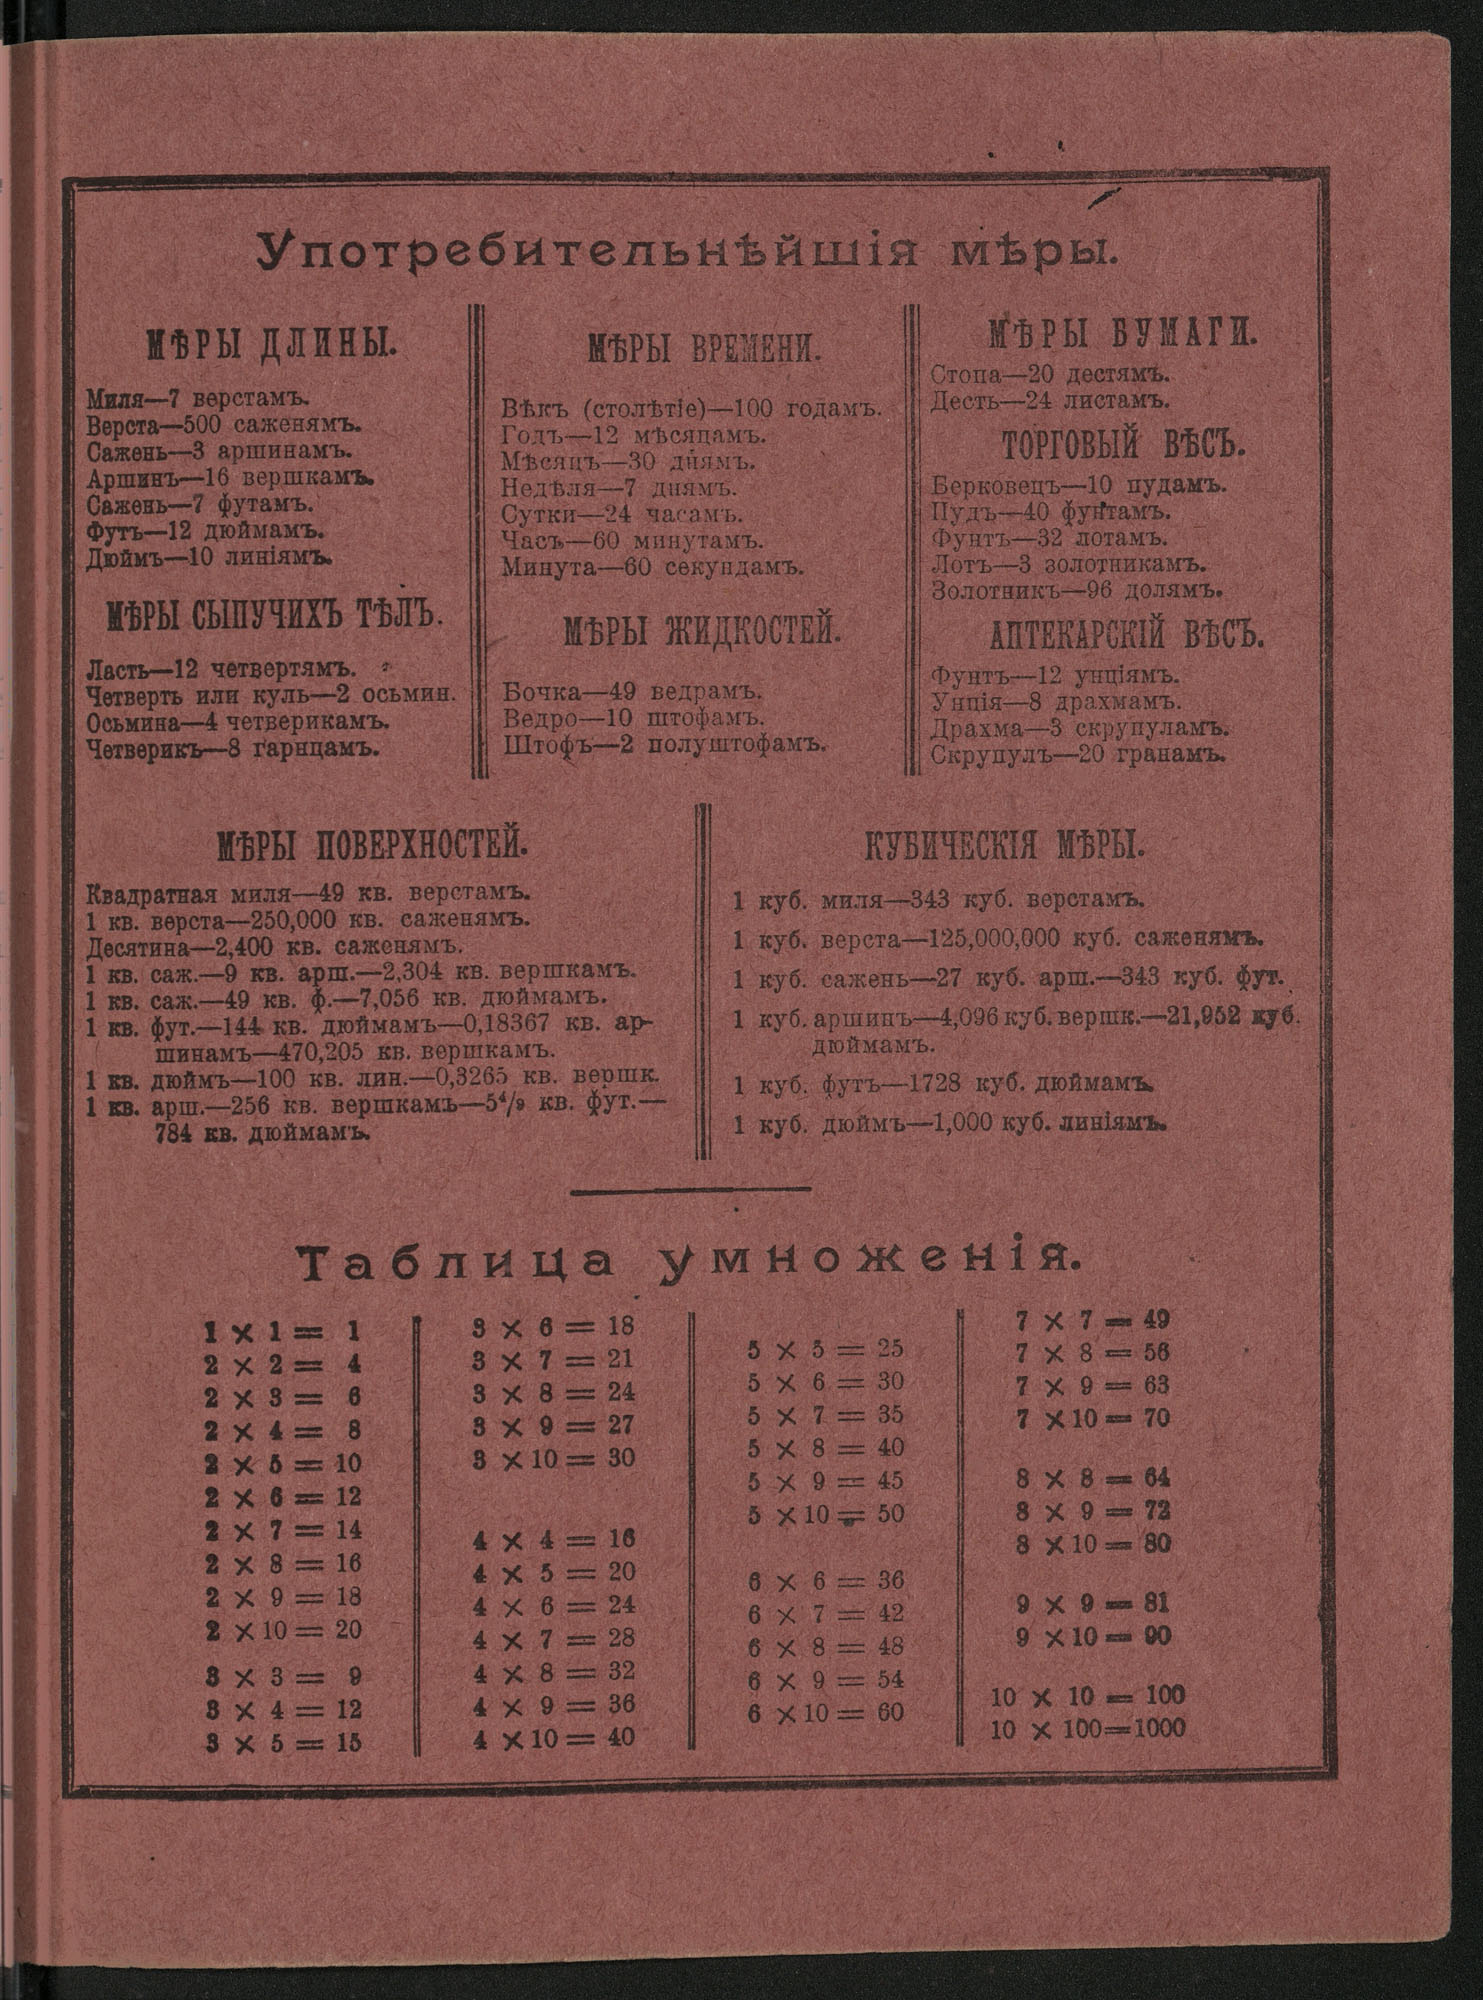 Употребительнѣйшія мѣры.
МѢРЫ ДЛИНЫ.
Миля—7 верстамъ.
Верста—500 саженямъ.
Сажень—3 аршинамъ.
Аршинъ—16 вершкамъ.
Сажень—7 футамъ.
Футъ—12 дюймамъ.
Дюймъ—10 линіямъ.
МѢРЫ СЫПУЧИХЪ ТѢЛЪ.
Ласть—12 четвертямъ.
Четверть или куль—2 осьмин.
Осьмина—4 четверикамъ.
Четверикъ—8 гарнцамъ.
МѢРЫ ВРЕМЕНИ.
Вѣкъ (столѣтіе)—100 годамъ.
Годъ—12 мѣсяцамъ.
Мѣсяцъ—30 днямъ.
Недѣля—7 днямъ.
Сутки—24 часамъ.
Часъ—60 минутамъ.
Минута—60 секундамъ.
МѢРЫ ЖИДКОСТЕЙ.
Бочка—49 ведрамъ.
Ведро—10 штофамъ.
Штофъ—2 полуштофамъ.
МѢРЫ БУМАГИ.
Стопа—20 дестямъ.
Десть—24 листамъ.
ТОРГОВЫЙ ВѢСЪ.
Берковецъ—10 пудамъ.
Пудъ—40 фунтамъ.
Фунтъ—32 лотамъ.
Лотъ—3 золотникамъ.
Золотникъ—96 долямъ.
АПТЕКАРСКІЙ ВѢСЪ.
Фунтъ—12 унціямъ.
Унція—8 драхмамъ.
Драхма—3 скрупуламъ.
Скрупулъ—20 гранамъ.
МѢРЫ ПОВЕРХНОСТЕЙ.
Квадратная миля—49 кв. верстамъ.
1 кв. верста—250,000 кв. саженямъ.
Десятина—2,400 кв. саженямъ.
1 кв. саж.—9 кв. арш.—2,304 кв. вершкамъ.
1 кв. саж.—49 кв. ф.—7,056 кв. дюймамъ.
1 кв. фут.—144 кв. дюймамъ—0,18367 кв. ар-
шинамъ—470,205 кв. вершкамъ.
1 кв. дюймъ—100 кв. лин.—0,3265 кв. вершк.
1 кв. арш.—256 кв. вершкамъ—5⁴/₉ кв. фут.—
784 кв. дюймамъ.
КУБИЧЕСКІЯ МѢРЫ.
1 куб. миля—343 куб. верстамъ.
1 куб. верста—125,000,000 куб. саженямъ.
1 куб. сажень—27 куб. арш.—343 куб. фут.
1 куб. аршинъ—4,096 куб. вершк.—21,952 куб.
дюймам.
1 куб. футъ—1728 куб. дюймамъ.
1 куб. дюймъ—1,000 куб. линіямъ.
Таблица умноженія.
1 × 1 = 1
2 × 2 = 4
2 × 3 = 6
2 × 4 = 8
2 × 5 = 10
2 × 6 = 12
2 × 7 = 14
2 × 8 = 16
2 × 9 = 18
2 × 10 = 20
3 × 3 = 9
3 × 4 = 12
3 × 5 = 15
3 × 6 = 18
3 × 7 = 21
3 × 8 = 24
3 × 9 = 27
3 × 10 = 30
4 × 4 = 16
4 × 5 = 20
4 × 6 = 24
4 × 7 = 28
4 × 8 = 32
4 × 9 = 36
4 × 10 = 40
5 × 5 = 25
5 × 6 = 30
5 × 7 = 35
5 × 8 = 40
5 × 9 = 45
5 × 10 = 50
6 × 6 = 36
6 × 7 = 42
6 × 8 = 48
6 × 9 = 54
6 × 10 = 60
7 × 7 = 49
7 × 8 = 56
7 × 9 = 63
7 × 10 = 70
8 × 8 = 64
8 × 9 = 72
8 × 10 = 80
9 × 9 = 81
9 × 10 = 90
10 × 10 = 100
10 × 100 = 1000